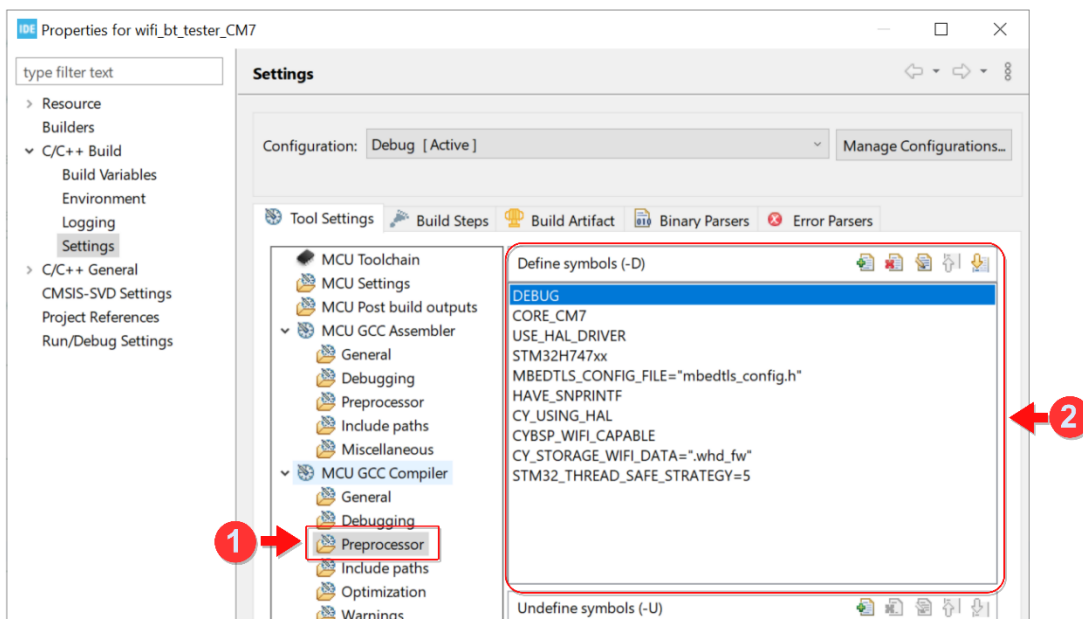 IDE Properties for wifi_bt_tester_CM7
type filter text
Resource
Builders
C/C++ Build
Build Variables
Environment
Logging
Settings
C/C++ General
CMSIS-SVD Settings
Project References
Run/Debug Settings
Settings
Configuration: Debug [ Active ] Manage Configurations...
Tool Settings Build Steps Build Artifact Binary Parsers Error Parsers
MCU Toolchain
MCU Settings
MCU Post build outputs
MCU GCC Assembler
General
Debugging
Preprocessor
Include paths
Miscellaneous
MCU GCC Compiler
General
Debugging
1 Preprocessor
Include paths
Optimization
Warnings
Define symbols (-D)
DEBUG
CORE_CM7
USE_HAL_DRIVER
STM32H747xx
MBEDTLS_CONFIG_FILE="mbedtls_config.h"
HAVE_SNPRINTF
CY_USING_HAL
CYBSP_WIFI_CAPABLE
CY_STORAGE_WIFI_DATA=".whd_fw"
STM32_THREAD_SAFE_STRATEGY=5
2
Undefine symbols (-U)